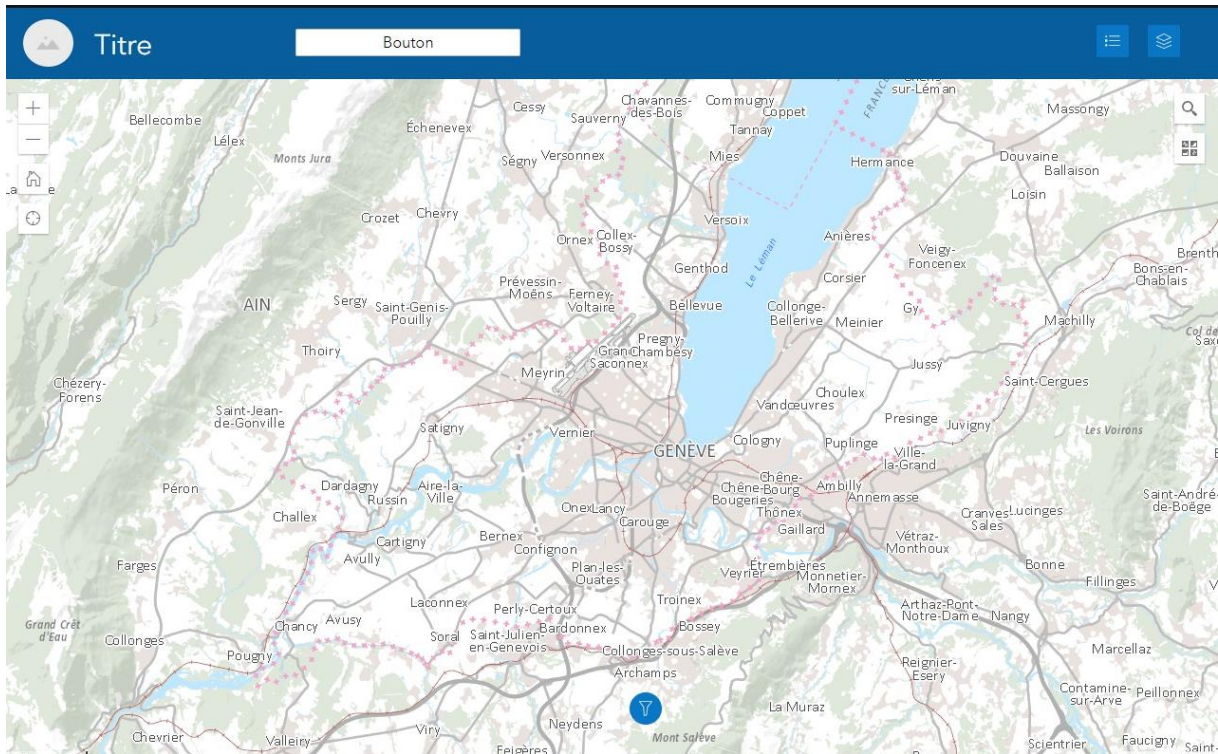 Titre
Bouton
sur-Léman
Chavannes-
des-Bois
Commugny
Coppet
FRANCE
Cessy
Sauverny
Massongy
Bellecombe
Lélex
Échenevex
Tannay
Monts Jura
Ségny
Versonnex
Mies
Hermance
Douvaine
Ballaison
Loisin
Crozet
Chevry
Versoix
Ornex
Collex-
Bossy
Anières
Veigy-
Foncenex
Brenth
Genthod
Le Léman
Corsier
Bons-en-
Chablais
Prévessin-
Moëns
Ferney-
Voltaire
AIN
Sergy
Saint-Genis-
Pouilly
Bellevue
Collonge-
Bellerive
Meinier
Gy
Machilly
Col de
Pregny-
Chambésy
Grand-
Saconnex
Thoiry
Meyrin
Jussy
Saint-Cergues
Chézery-
Forens
Choulex
Vandœuvres
Saint-Jean-
de-Gonville
Satigny
Vernier
Presinge
Juvigny
Les Voirons
Cologny
Puplinge
GENÈVE
Ville-
la-Grand
Péron
Dardagny
Russin
Aire-la-
Ville
Chêne-
Bourg
Chêne-
Bougeries
Ambilly
Annemasse
Thônex
Saint-André-
de-Boëge
Challex
Onex
Lancy
Carouge
Gaillard
Cranves-
Sales
Lucinges
Cartigny
Bernex
Confignon
Vétraz-
Monthoux
Avully
Farges
Plan-les-
Ouates
Veyrier
Étrembières
Monnetier-
Mornex
Bonne
Fillinges
Laconnex
Troinex
Arthaz-Pont-
Notre-Dame
Nangy
Grand Crêt
d'Eau
Collonges
Chancy
Avusy
Perly-Certoux
Bardonnex
Bossey
Soral
Saint-Julien-
en-Genevois
Marcellaz
Pougny
Collonges-sous-Salève
Archamps
Reignier-
Esery
Contamine-
sur-Arve
Peillonnex
La Muraz
Chevrier
Valleiry
Viry
Neydens
Feigères
Mont Salève
Scientrier
Faucigny
Saint-